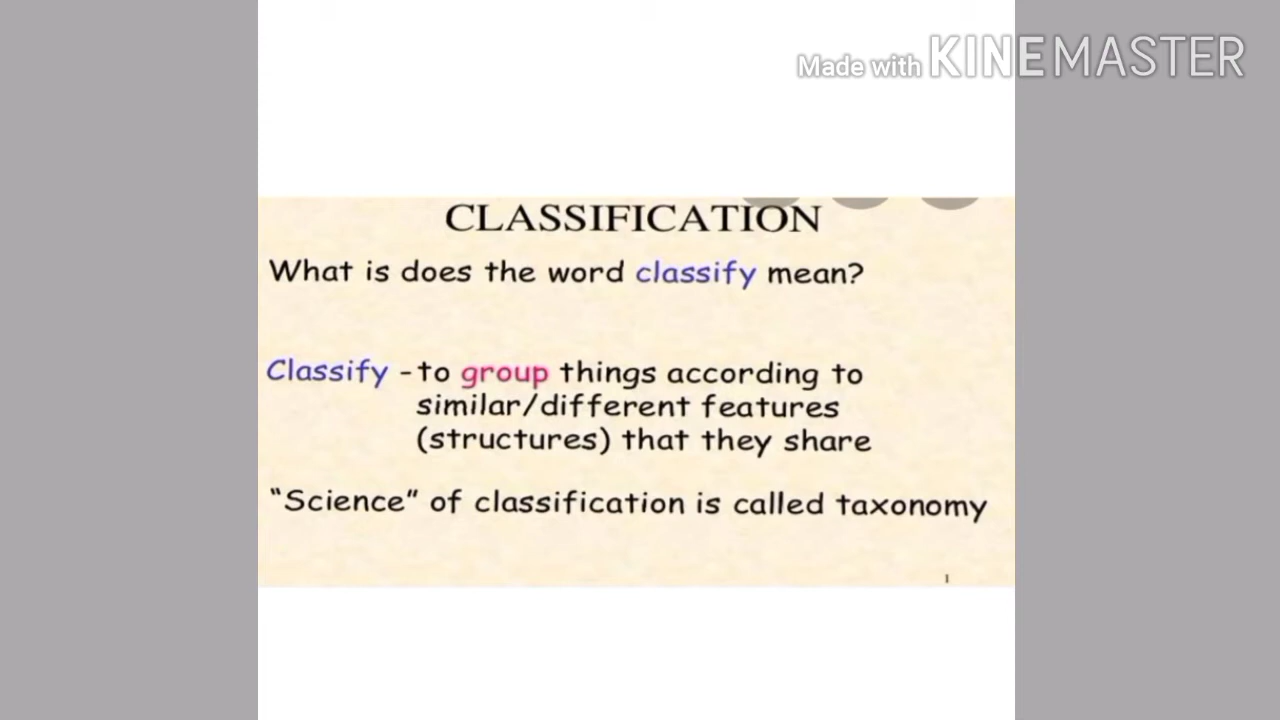 Made with KINEMASTER
CLASSIFICATION
What is does the word classify mean?
Classify - to group things according to
similar/different features
(structures) that they share
“Science” of classification is called taxonomy
1